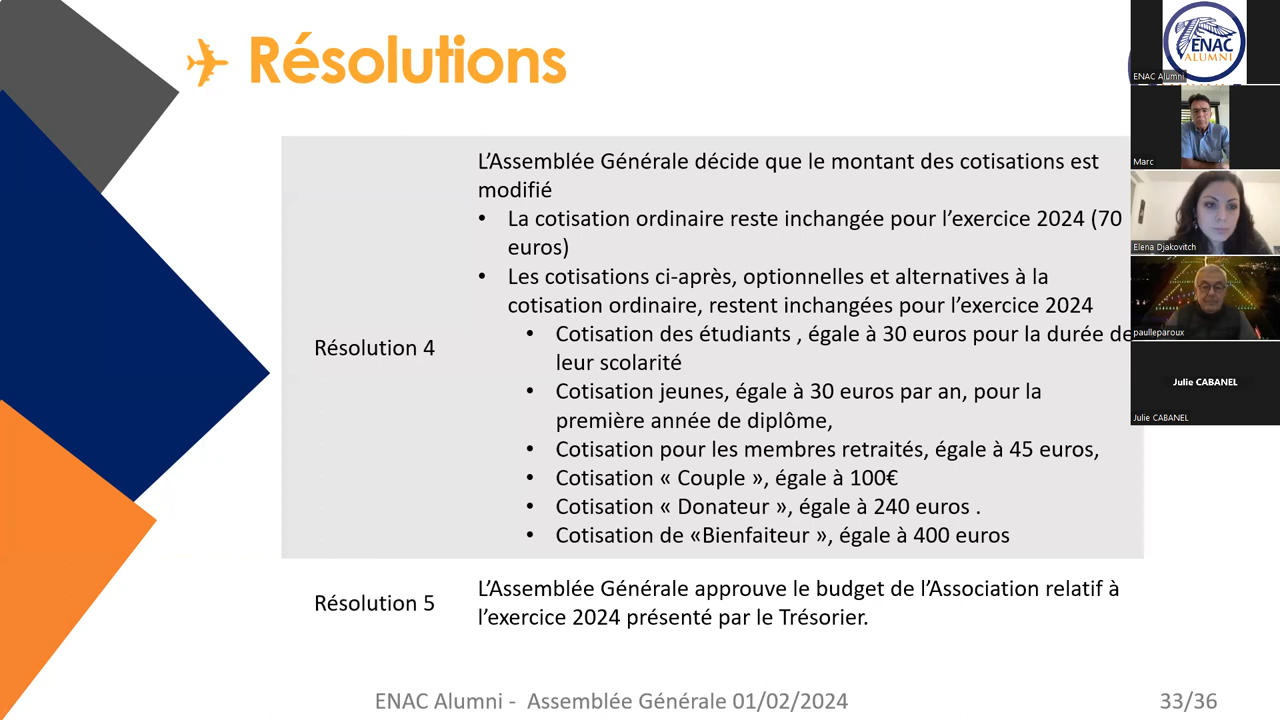 Résolutions
L'Assemblée Générale décide que le montant des cotisations est
modifié
• La cotisation ordinaire reste inchangée pour l'exercice 2024 (70
euros)
• Les cotisations ci-après, optionnelles et alternatives à la
cotisation ordinaire, restent inchangées pour l'exercice 2024
Résolution 4
• Cotisation des étudiants , égale à 30 euros pour la durée de
leur scolarité
• Cotisation jeunes, égale à 30 euros par an, pour la
première année de diplôme,
• Cotisation pour les membres retraités, égale à 45 euros,
• Cotisation « Couple », égale à 100€
• Cotisation « Donateur », égale à 240 euros .
• Cotisation de «Bienfaiteur », égale à 400 euros
Résolution 5
L'Assemblée Générale approuve le budget de l'Association relatif à
l'exercice 2024 présenté par le Trésorier.
ENAC Alumni - Assemblée Générale 01/02/2024
33/36
ENAC
ALUMNI
ENAC Alumni
Marc
Elena Djakovitch
paulleparoux
Julie CABANEL
Julie CABANEL